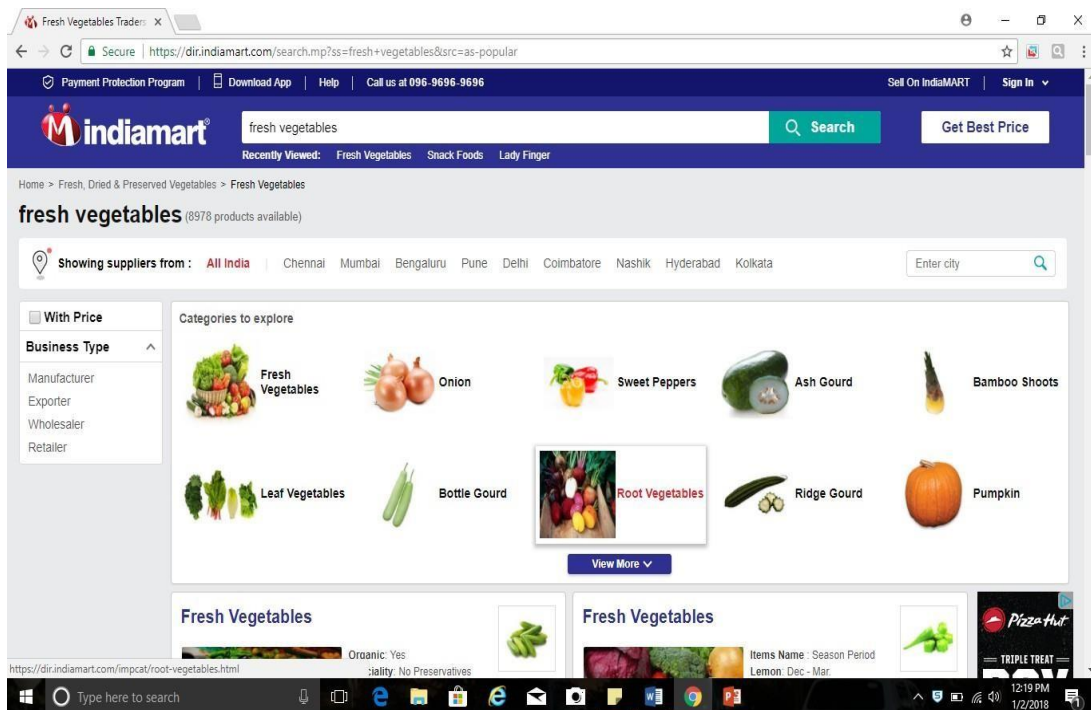 Fresh Vegetables Traders
Secure | https://dir.indiamart.com/search.mp?ss=fresh+vegetables&src=as-popular
Payment Protection Program | Download App | Help | Call us at 096-9696-9696 Sell On IndiaMART | Sign In
indiamart® fresh vegetables Search Get Best Price
Recently Viewed: Fresh Vegetables Snack Foods Lady Finger
Home > Fresh, Dried & Preserved Vegetables > Fresh Vegetables
fresh vegetables (8978 products available)
Showing suppliers from : All India Chennai Mumbai Bengaluru Pune Delhi Coimbatore Nashik Hyderabad Kolkata Enter city
With Price
Business Type
Manufacturer
Exporter
Wholesaler
Retailer
Categories to explore
Fresh
Vegetables
Onion
Sweet Peppers
Ash Gourd
Bamboo Shoots
Leaf Vegetables
Bottle Gourd
Root Vegetables
Ridge Gourd
Pumpkin
View More
Fresh Vegetables
Organic: Yes
ciality: No Preservatives
Fresh Vegetables
Items Name : Season Period
Lemon: Dec - Mar.
Pizza Hut
TRIPLE TREAT
https://dir.indiamart.com/impcat/root-vegetables.html
Type here to search
12:19 PM
1/2/2018